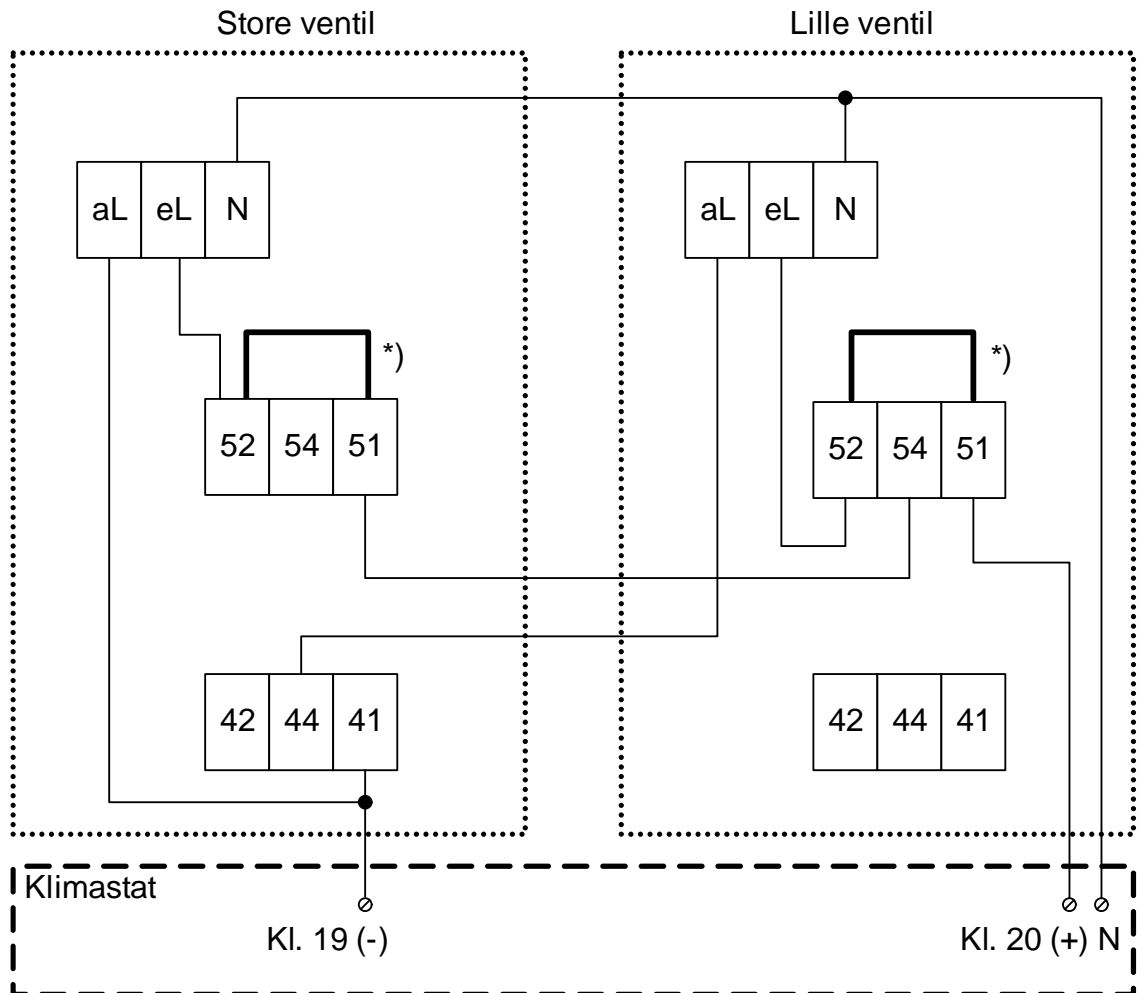 Store ventil
Lille ventil
aL eL N
aL eL N
*)
*)
52 54 51
52 54 51
42 44 41
42 44 41
Klimastat
Kl. 19 (-)
Kl. 20 (+) N